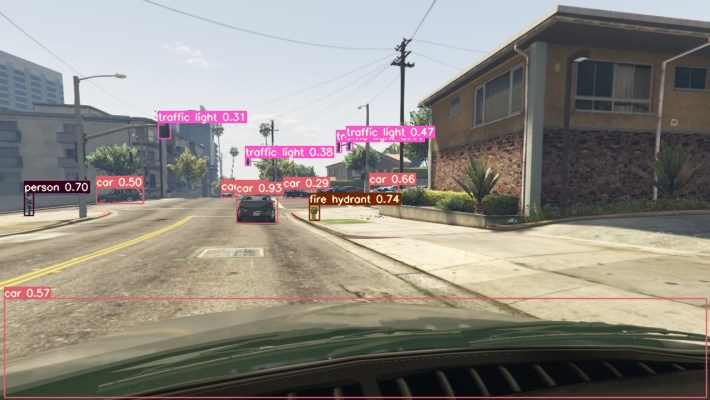 traffic light 0.31
traffic light 0.47
traffic light 0.38
person 0.70
car 0.50
car 0.93
car 0.29
car 0.66
fire hydrant 0.74
car 0.57